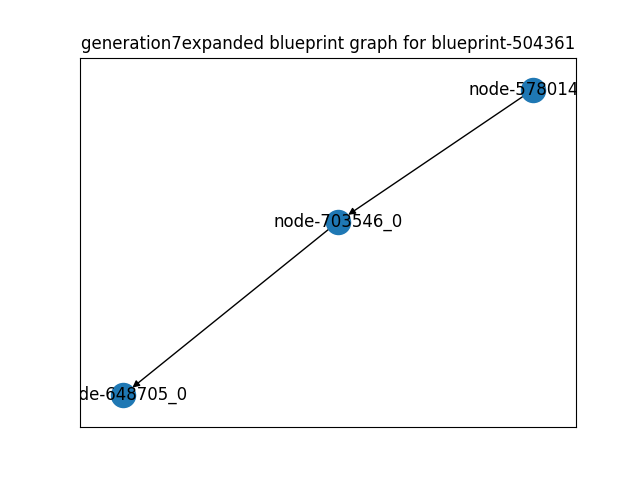 generation7expanded blueprint graph for blueprint-504361
node-578014
node-703546_0
de-648705_0